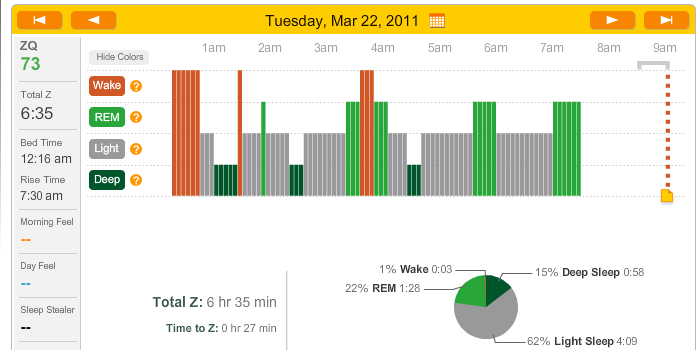 Tuesday, Mar 22, 2011
ZQ
73
Total Z
6:35
Bed Time
12:16 am
Rise Time
7:30 am
Morning Feel
--
Day Feel
--
Sleep Stealer
--
Hide Colors
1am 2am 3am 4am 5am 6am 7am 8am 9am
Wake ?
REM ?
Light ?
Deep ?
Total Z: 6 hr 35 min
Time to Z: 0 hr 27 min
1% Wake 0:03
15% Deep Sleep 0:58
22% REM 1:28
62% Light Sleep 4:09